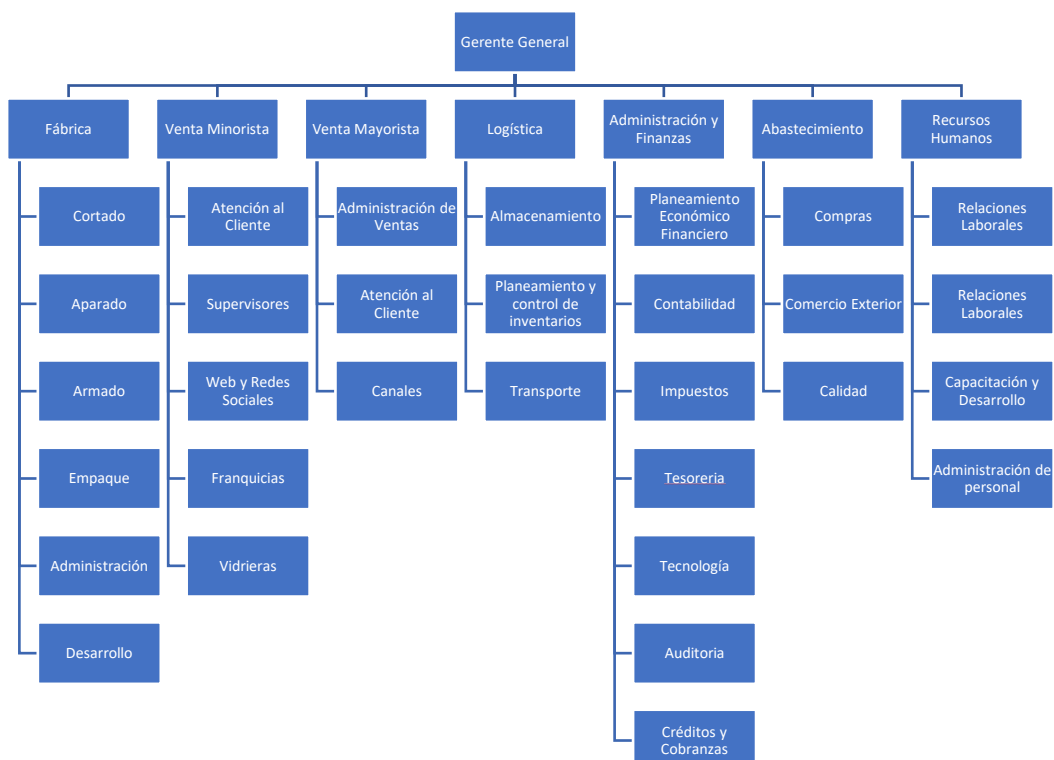 Gerente General
Fábrica
Venta Minorista
Venta Mayorista
Logística
Administración y
Finanzas
Abastecimiento
Recursos
Humanos
Cortado
Aparado
Armado
Empaque
Administración
Desarrollo
Atención al
Cliente
Supervisores
Web y Redes
Sociales
Franquicias
Vidrieras
Administración de
Ventas
Atención al
Cliente
Canales
Almacenamiento
Planeamiento y
control de
inventarios
Transporte
Planeamiento
Económico
Financiero
Contabilidad
Impuestos
Tesoreria
Tecnología
Auditoria
Créditos y
Cobranzas
Compras
Comercio Exterior
Calidad
Relaciones
Laborales
Relaciones
Laborales
Capacitación y
Desarrollo
Administración de
personal